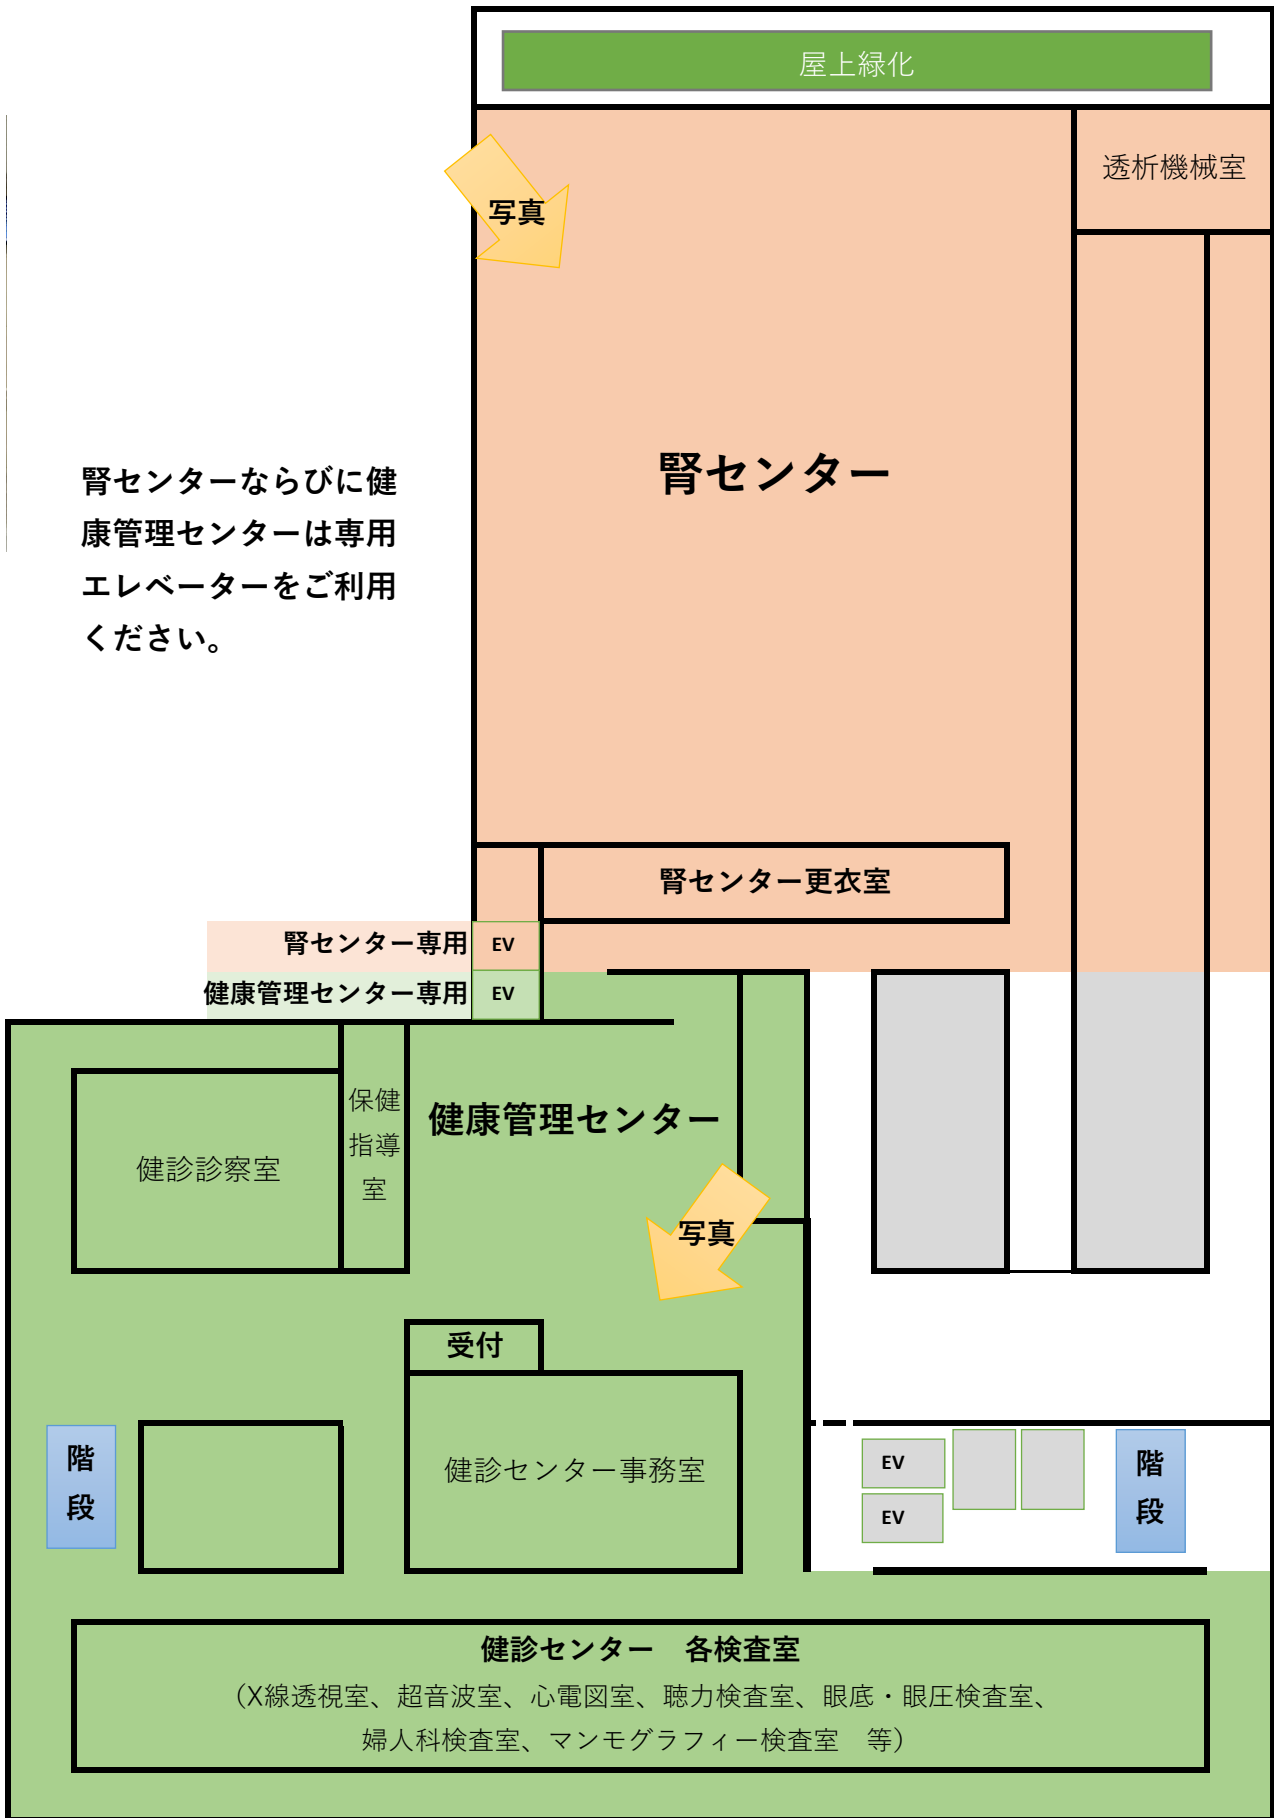 屋上緑化
透析機械室
写真
腎センター
腎センターならびに健
康管理センターは専用
エレベーターをご利用
ください。
腎センター更衣室
腎センター専用 EV
健康管理センター専用 EV
保健
指導
室
健康管理センター
健診診察室
写真
受付
階
段
健診センター事務室
EV
EV
階
段
健診センター　各検査室
（X線透視室、超音波室、心電図室、聴力検査室、眼底・眼圧検査室、
婦人科検査室、マンモグラフィー検査室　等）